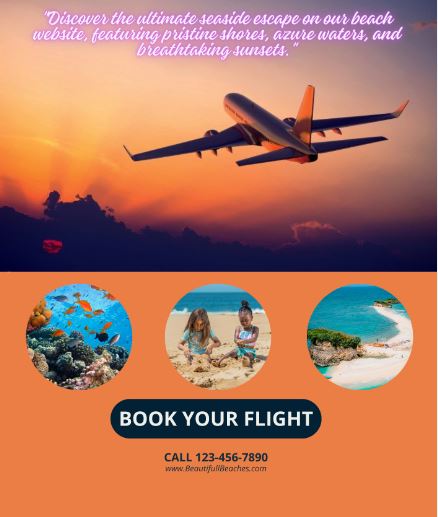 "Discover the ultimate seaside escape on our beach
website, featuring pristine shores, azure waters, and
breathtaking sunsets."
BOOK YOUR FLIGHT
CALL 123-456-7890
www.BeautifullBeaches.com